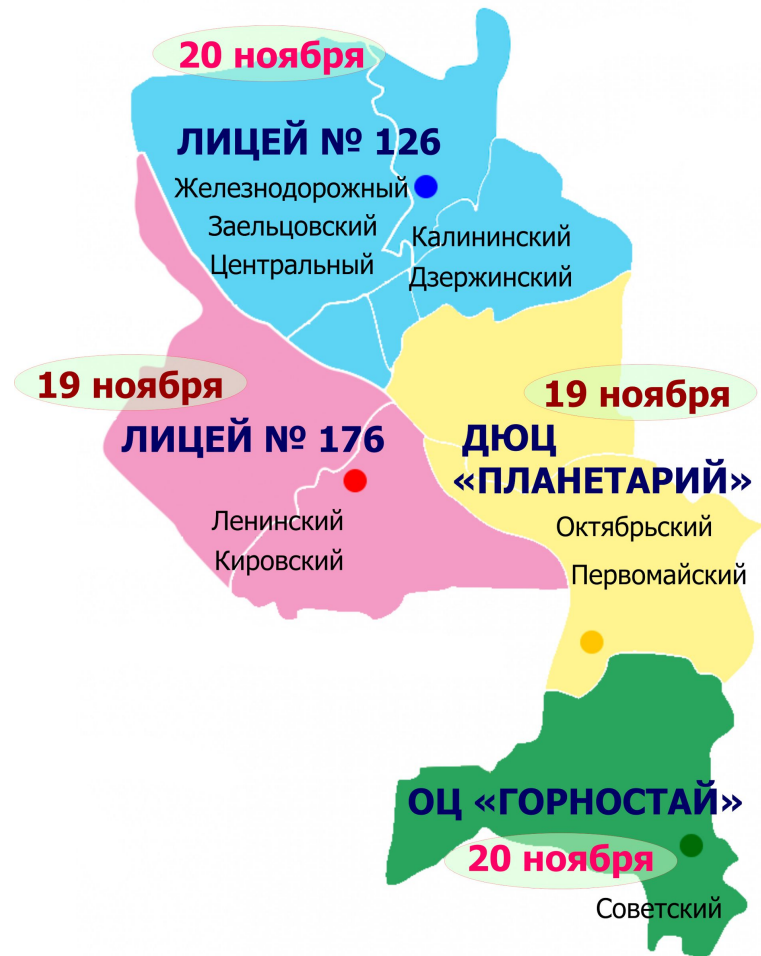 20 ноября
ЛИЦЕЙ № 126
Железнодорожный
Заельцовский
Центральный
Калининский
Дзержинский
19 ноября
ЛИЦЕЙ № 176
Ленинский
Кировский
19 ноября
ДЮЦ
«ПЛАНЕТАРИЙ»
Октябрьский
Первомайский
ОЦ «ГОРНОСТАЙ»
20 ноября
Советский